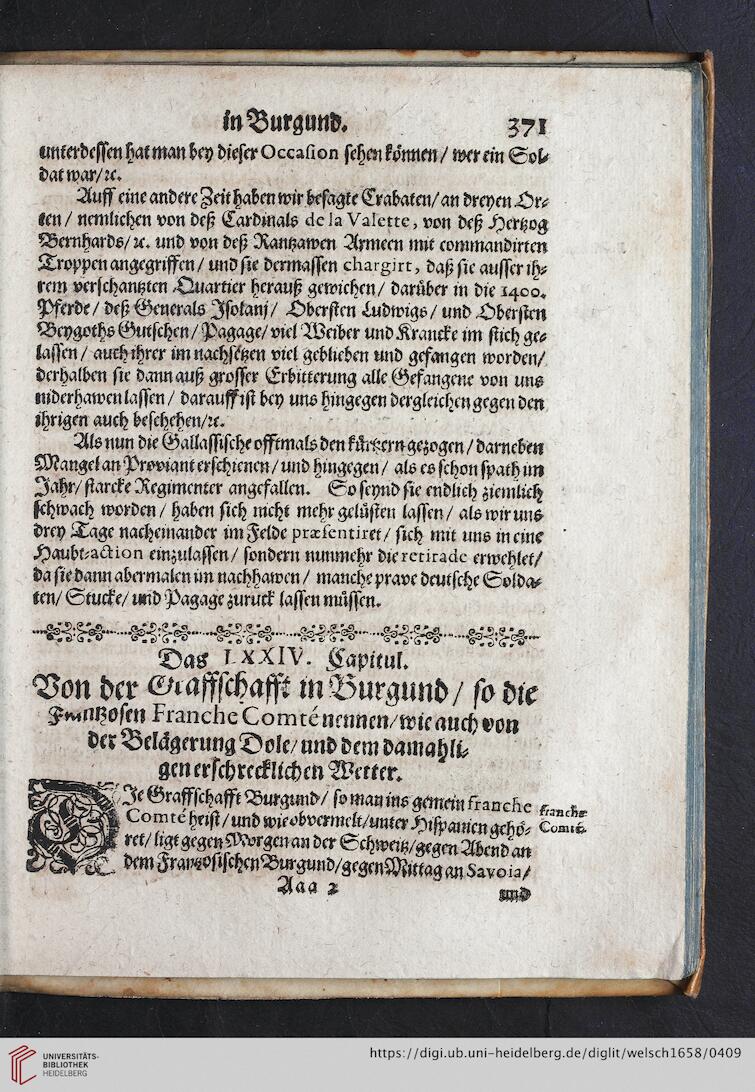 in Burgund. 371
unterdessen hat man bey dieser Occasion sehen können / wer ein Sol⸗
dat war/ ꝛc.
Auff eine andere Zeit haben wir besagte Crabaten/ an dreyen Or⸗
ten / nemlichen von deß Cardinals de la Valette, von deß Hertzog
Bernhards/ ꝛc. und von deß Rantzawen Armeen mit commandirten
Troppen angegriffen / und sie dermassen chargirt, daß sie ausser ih⸗
rem verschantzten Quartier herauß gewichen / darüber in die 1400.
Pferde / deß Generals Isolani / Obersten Ludwigs / und Obersten
Beygoths Gutschen / Pagage/ viel Weiber und Krancke im stich ge⸗
lassen / auch ihrer im nachsetzen viel geblieben und gefangen worden/
derhalben sie dann auß grosser Erbitterung alle Gefangene von uns
niderhawen lassen / darauff ist bey uns hingegen dergleichen gegen den
ihrigen auch beschehen/ ꝛc.
Als nun die Gallassische offtmals den kürtzern gezogen / darneben
Mangel an Proviant erschienen / und hingegen / als es schon spath im
Jahr/ starcke Regimenter angefallen. So seynd sie endlich ziemlich
schwach worden / haben sich nicht mehr gelüsten lassen / als wir uns
drey Tage nacheinander im Felde præsentiret / sich mit uns in eine
Haubt⸗action einzulassen / sondern nunmehr die retirade erwehlet/
da sie dann abermalen im nachhawen / manche prave deutsche Solda⸗
ten/ Stucke/ und Pagage zuruck lassen müssen.
Das LXXIV. Capitul.
Von der Graffschafft in Burgund / so die
Frantzosen Franche Comté nennen/ wie auch von
der Belägerung Dole/ und dem damahli⸗
gen erschrecklichen Wetter.
DJe Graffschafft Burgund/ so man ins gemein franche
Comté heist / und wie obvermelt/ unter Hispanien gehö⸗
ret/ ligt gegen Morgen an der Schweitz/ gegen Abend an
dem Frantzösischen Burgund/ gegen Mittag an Savoia/
franche
Comté.
Aaa 2 und
UNIVERSITÄTS-
BIBLIOTHEK
HEIDELBERG
https://digi.ub.uni-heidelberg.de/diglit/welsch1658/0409